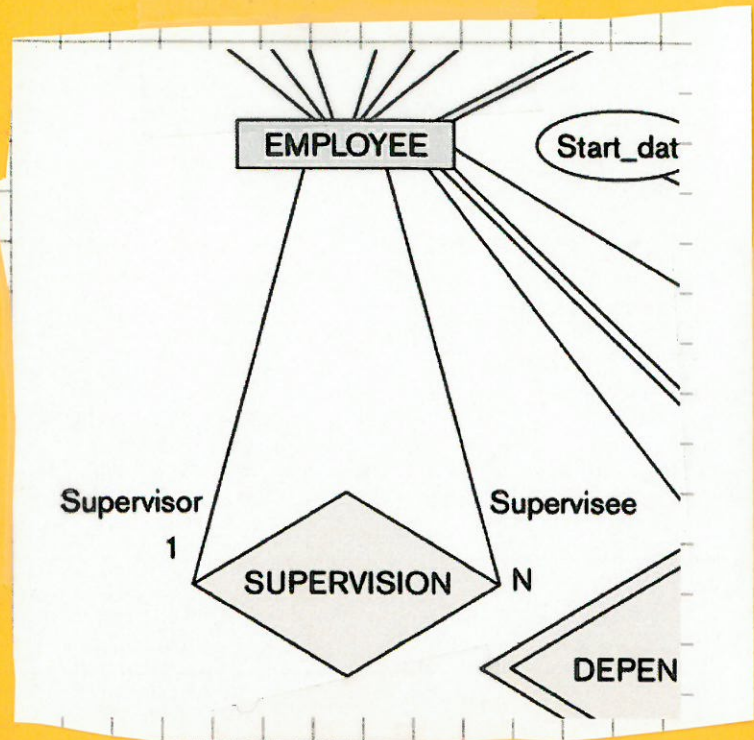 EMPLOYEE
Start_dat
Supervisor
Supervisee
1
SUPERVISION
N
DEPEN